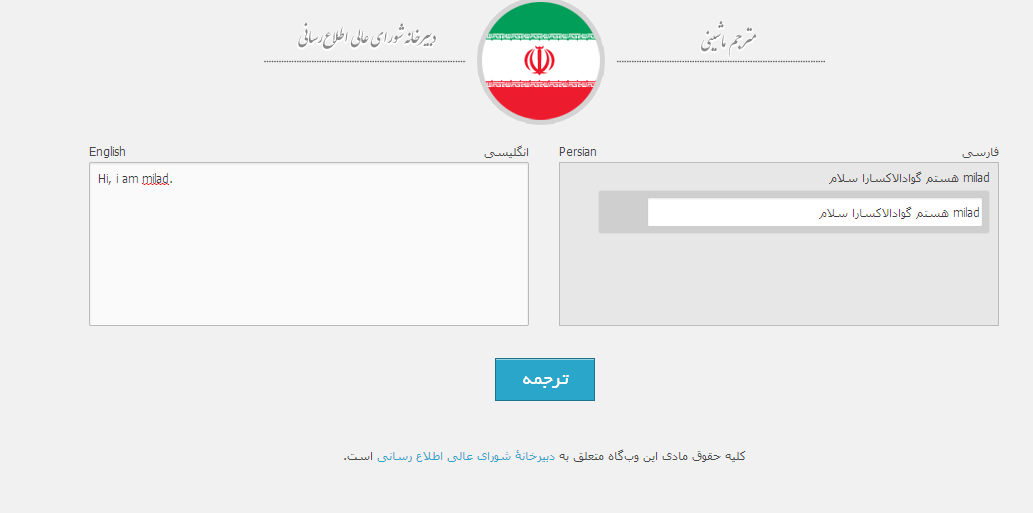 مترجم ماشینی
دبیرخانه شورای عالی اطلاع رسانی
English
انگلیسی
Persian
فارسی
Hi, i am milad.
milad هستم گوادالاکسارا سلام
milad هستم گوادالاکسارا سلام
ترجمه
کلیه حقوق مادی این وب‌گاه متعلق به دبیرخانهٔ شورای عالی اطلاع رسانی است.